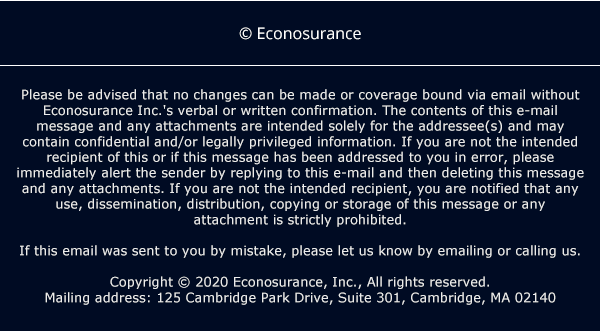 © Econosurance
Please be advised that no changes can be made or coverage bound via email without
Econosurance Inc.'s verbal or written confirmation. The contents of this e-mail
message and any attachments are intended solely for the addressee(s) and may
contain confidential and/or legally privileged information. If you are not the intended
recipient of this or if this message has been addressed to you in error, please
immediately alert the sender by replying to this e-mail and then deleting this message
and any attachments. If you are not the intended recipient, you are notified that any
use, dissemination, distribution, copying or storage of this message or any
attachment is strictly prohibited.
If this email was sent to you by mistake, please let us know by emailing or calling us.
Copyright © 2020 Econosurance, Inc., All rights reserved.
Mailing address: 125 Cambridge Park Drive, Suite 301, Cambridge, MA 02140